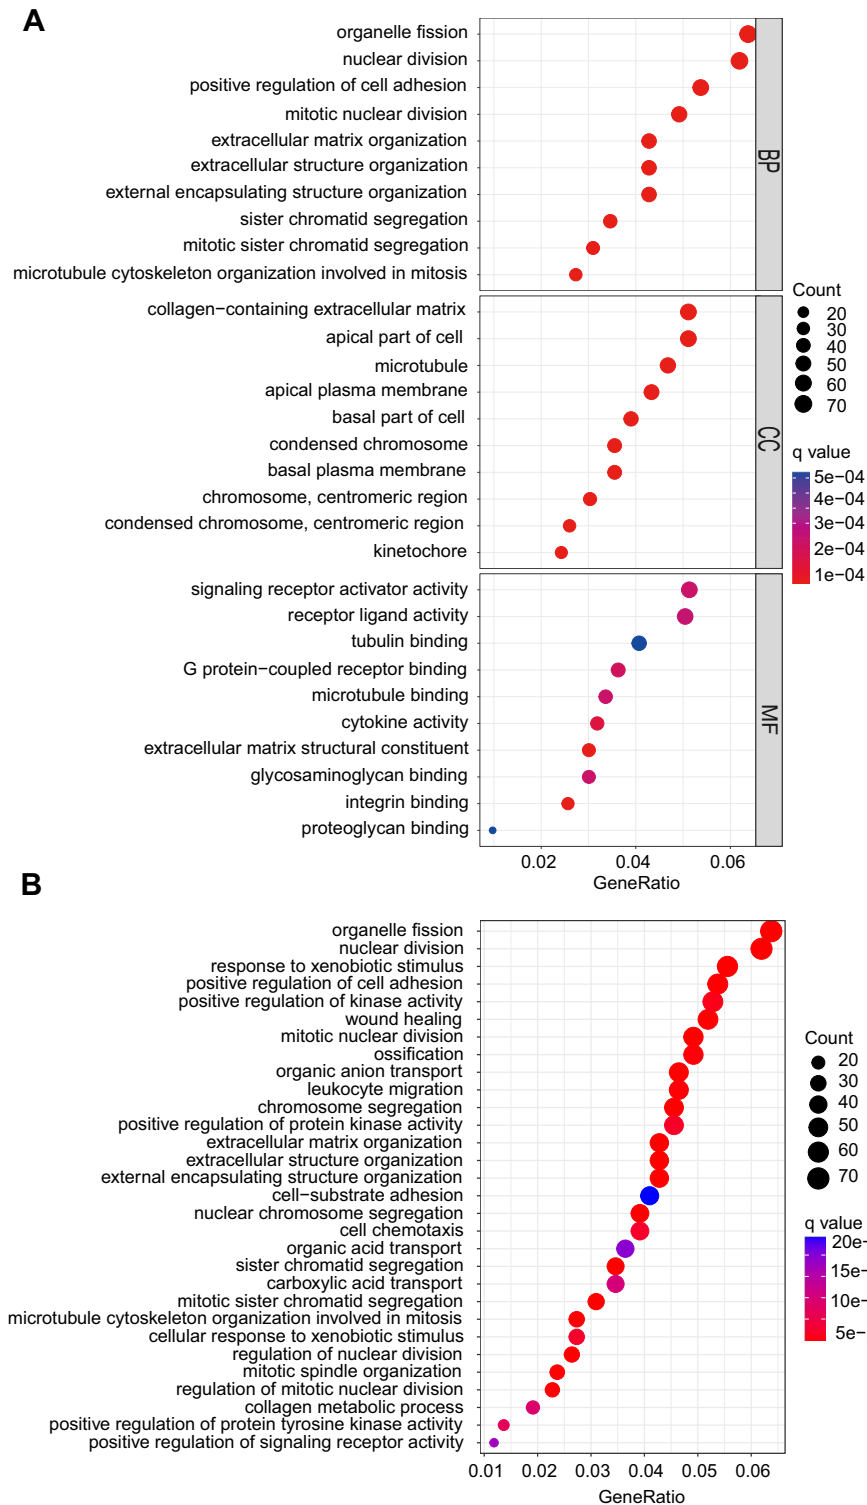 A
organelle fission
nuclear division
positive regulation of cell adhesion
mitotic nuclear division
extracellular matrix organization
extracellular structure organization
external encapsulating structure organization
sister chromatid segregation
mitotic sister chromatid segregation
microtubule cytoskeleton organization involved in mitosis
BP
collagen−containing extracellular matrix
apical part of cell
microtubule
apical plasma membrane
basal part of cell
condensed chromosome
basal plasma membrane
chromosome, centromeric region
condensed chromosome, centromeric region
kinetochore
CC
signaling receptor activator activity
receptor ligand activity
tubulin binding
G protein−coupled receptor binding
microtubule binding
cytokine activity
extracellular matrix structural constituent
glycosaminoglycan binding
integrin binding
proteoglycan binding
MF
0.02 0.04 0.06
GeneRatio
Count
20
30
40
50
60
70
q value
5e−04
4e−04
3e−04
2e−04
1e−04
B
organelle fission
nuclear division
response to xenobiotic stimulus
positive regulation of cell adhesion
positive regulation of kinase activity
wound healing
mitotic nuclear division
ossification
organic anion transport
leukocyte migration
chromosome segregation
positive regulation of protein kinase activity
extracellular matrix organization
extracellular structure organization
external encapsulating structure organization
cell−substrate adhesion
nuclear chromosome segregation
cell chemotaxis
organic acid transport
sister chromatid segregation
carboxylic acid transport
mitotic sister chromatid segregation
microtubule cytoskeleton organization involved in mitosis
cellular response to xenobiotic stimulus
regulation of nuclear division
mitotic spindle organization
regulation of mitotic nuclear division
collagen metabolic process
positive regulation of protein tyrosine kinase activity
positive regulation of signaling receptor activity
0.01 0.02 0.03 0.04 0.05 0.06
GeneRatio
Count
20
30
40
50
60
70
q value
20e−
15e−
10e−
5e−